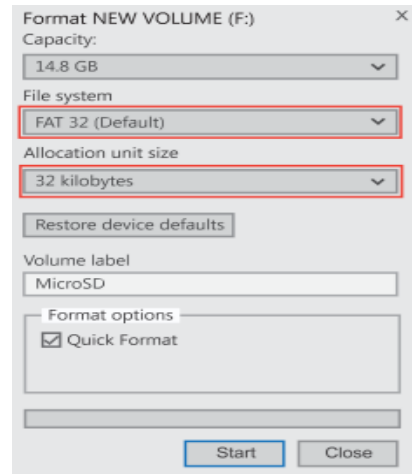 Format NEW VOLUME (F:)
Capacity:
14.8 GB
File system
FAT 32 (Default)
Allocation unit size
32 kilobytes
Restore device defaults
Volume label
MicroSD
Format options
Quick Format
Start Close